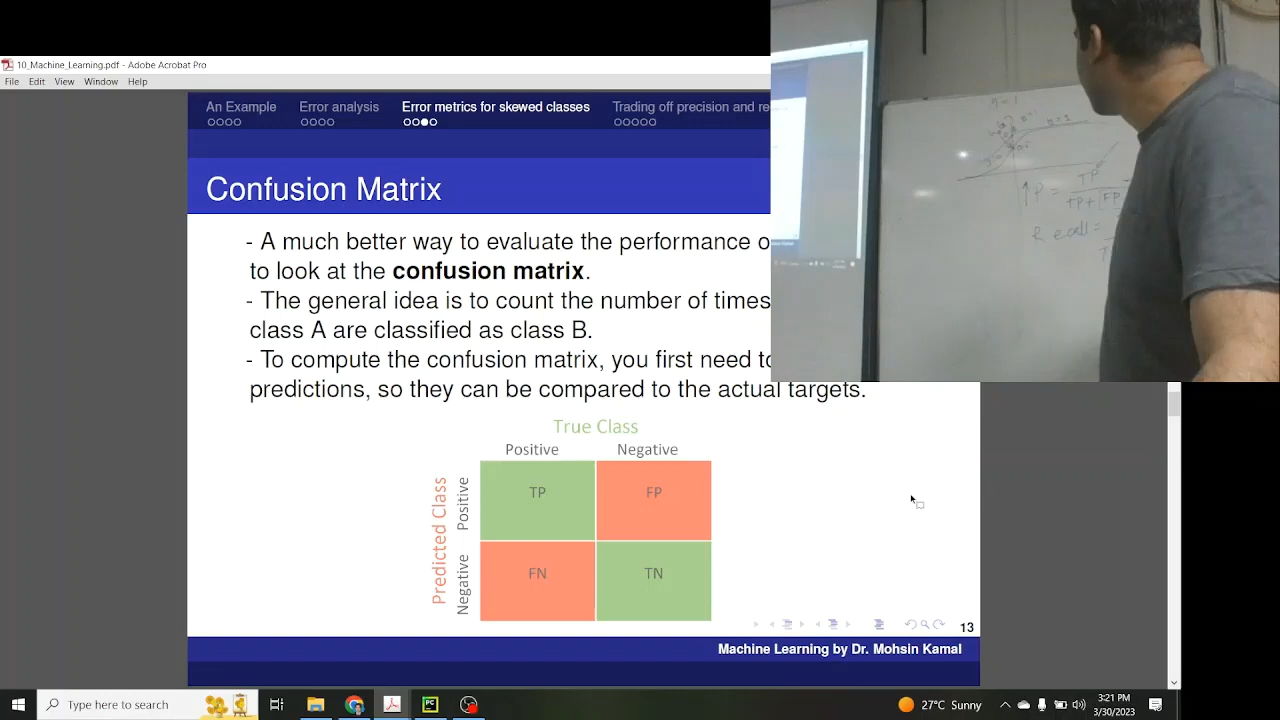 10_Machine_Learning.pdf - Adobe Acrobat Pro
File Edit View Window Help
An Example Error analysis Error metrics for skewed classes Trading off precision and re
Confusion Matrix
- A much better way to evaluate the performance o
to look at the confusion matrix.
- The general idea is to count the number of times
class A are classified as class B.
- To compute the confusion matrix, you first need to
predictions, so they can be compared to the actual targets.
True Class
Positive Negative
Predicted Class
Positive
TP FP
Negative
FN TN
13
Machine Learning by Dr. Mohsin Kamal
↑P = TP
TP + FP
Recall =
Type here to search
PC
27°C Sunny
3:21 PM
3/30/2023